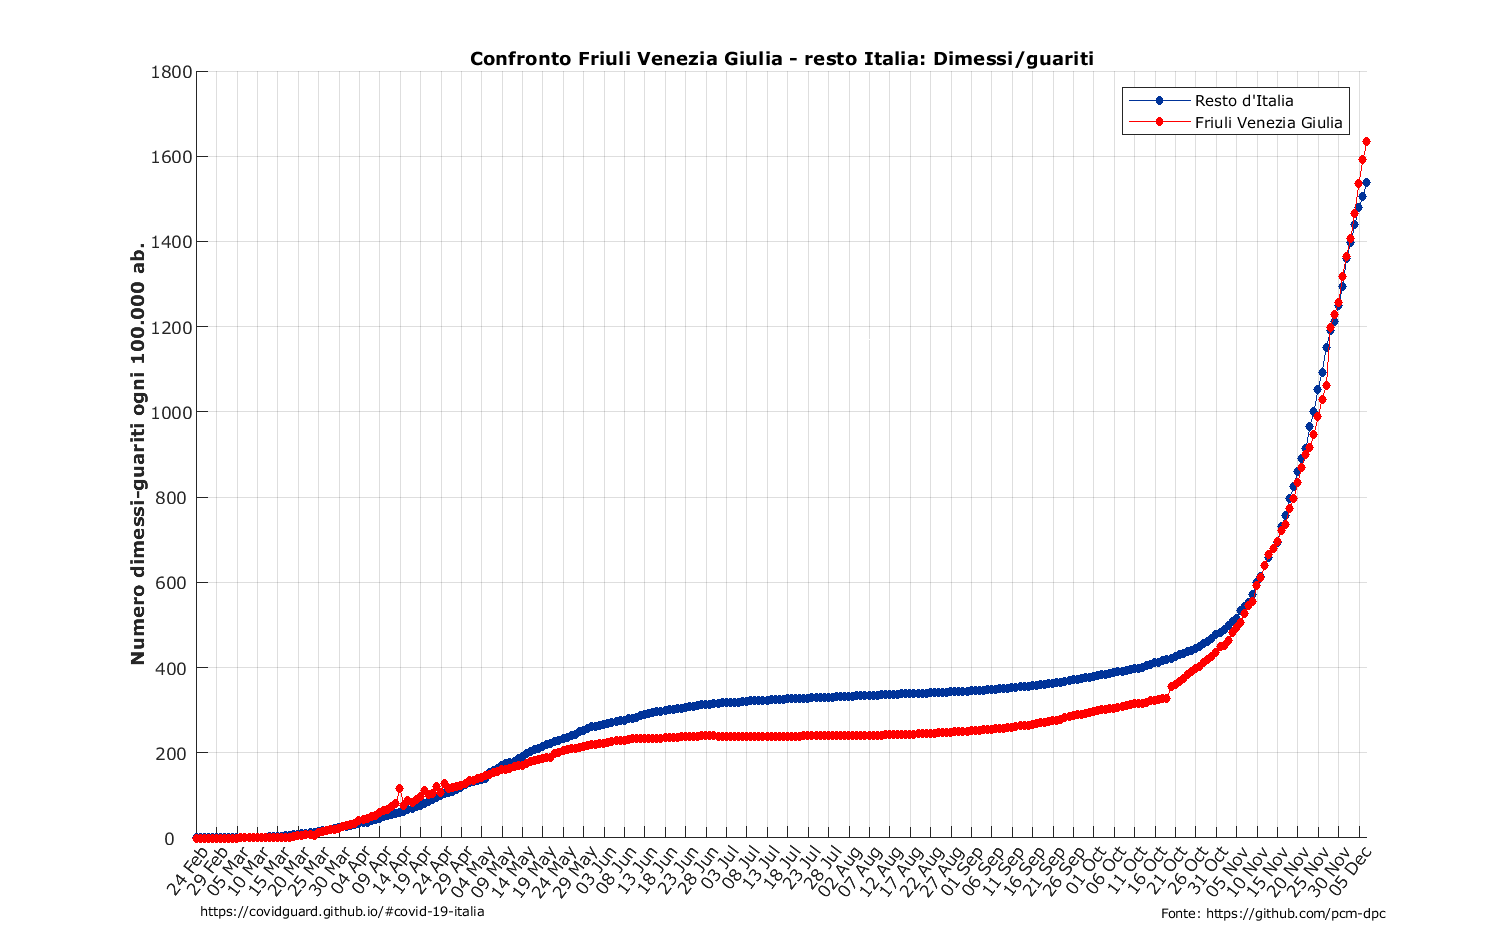 Confronto Friuli Venezia Giulia - resto Italia: Dimessi/guariti
Numero dimessi-guariti ogni 100.000 ab.
1800
1600
1400
1200
1000
800
600
400
200
0
Resto d'Italia
Friuli Venezia Giulia
24 Feb
29 Feb
05 Mar
10 Mar
15 Mar
20 Mar
25 Mar
30 Mar
04 Apr
09 Apr
14 Apr
19 Apr
24 Apr
29 Apr
04 May
09 May
14 May
19 May
24 May
29 May
03 Jun
08 Jun
13 Jun
18 Jun
23 Jun
28 Jun
03 Jul
08 Jul
13 Jul
18 Jul
23 Jul
28 Jul
02 Aug
07 Aug
12 Aug
17 Aug
22 Aug
27 Aug
01 Sep
06 Sep
11 Sep
16 Sep
21 Sep
26 Sep
01 Oct
06 Oct
11 Oct
16 Oct
21 Oct
26 Oct
31 Oct
05 Nov
10 Nov
15 Nov
20 Nov
25 Nov
30 Nov
05 Dec
https://covidguard.github.io/#covid-19-italia
Fonte: https://github.com/pcm-dpc